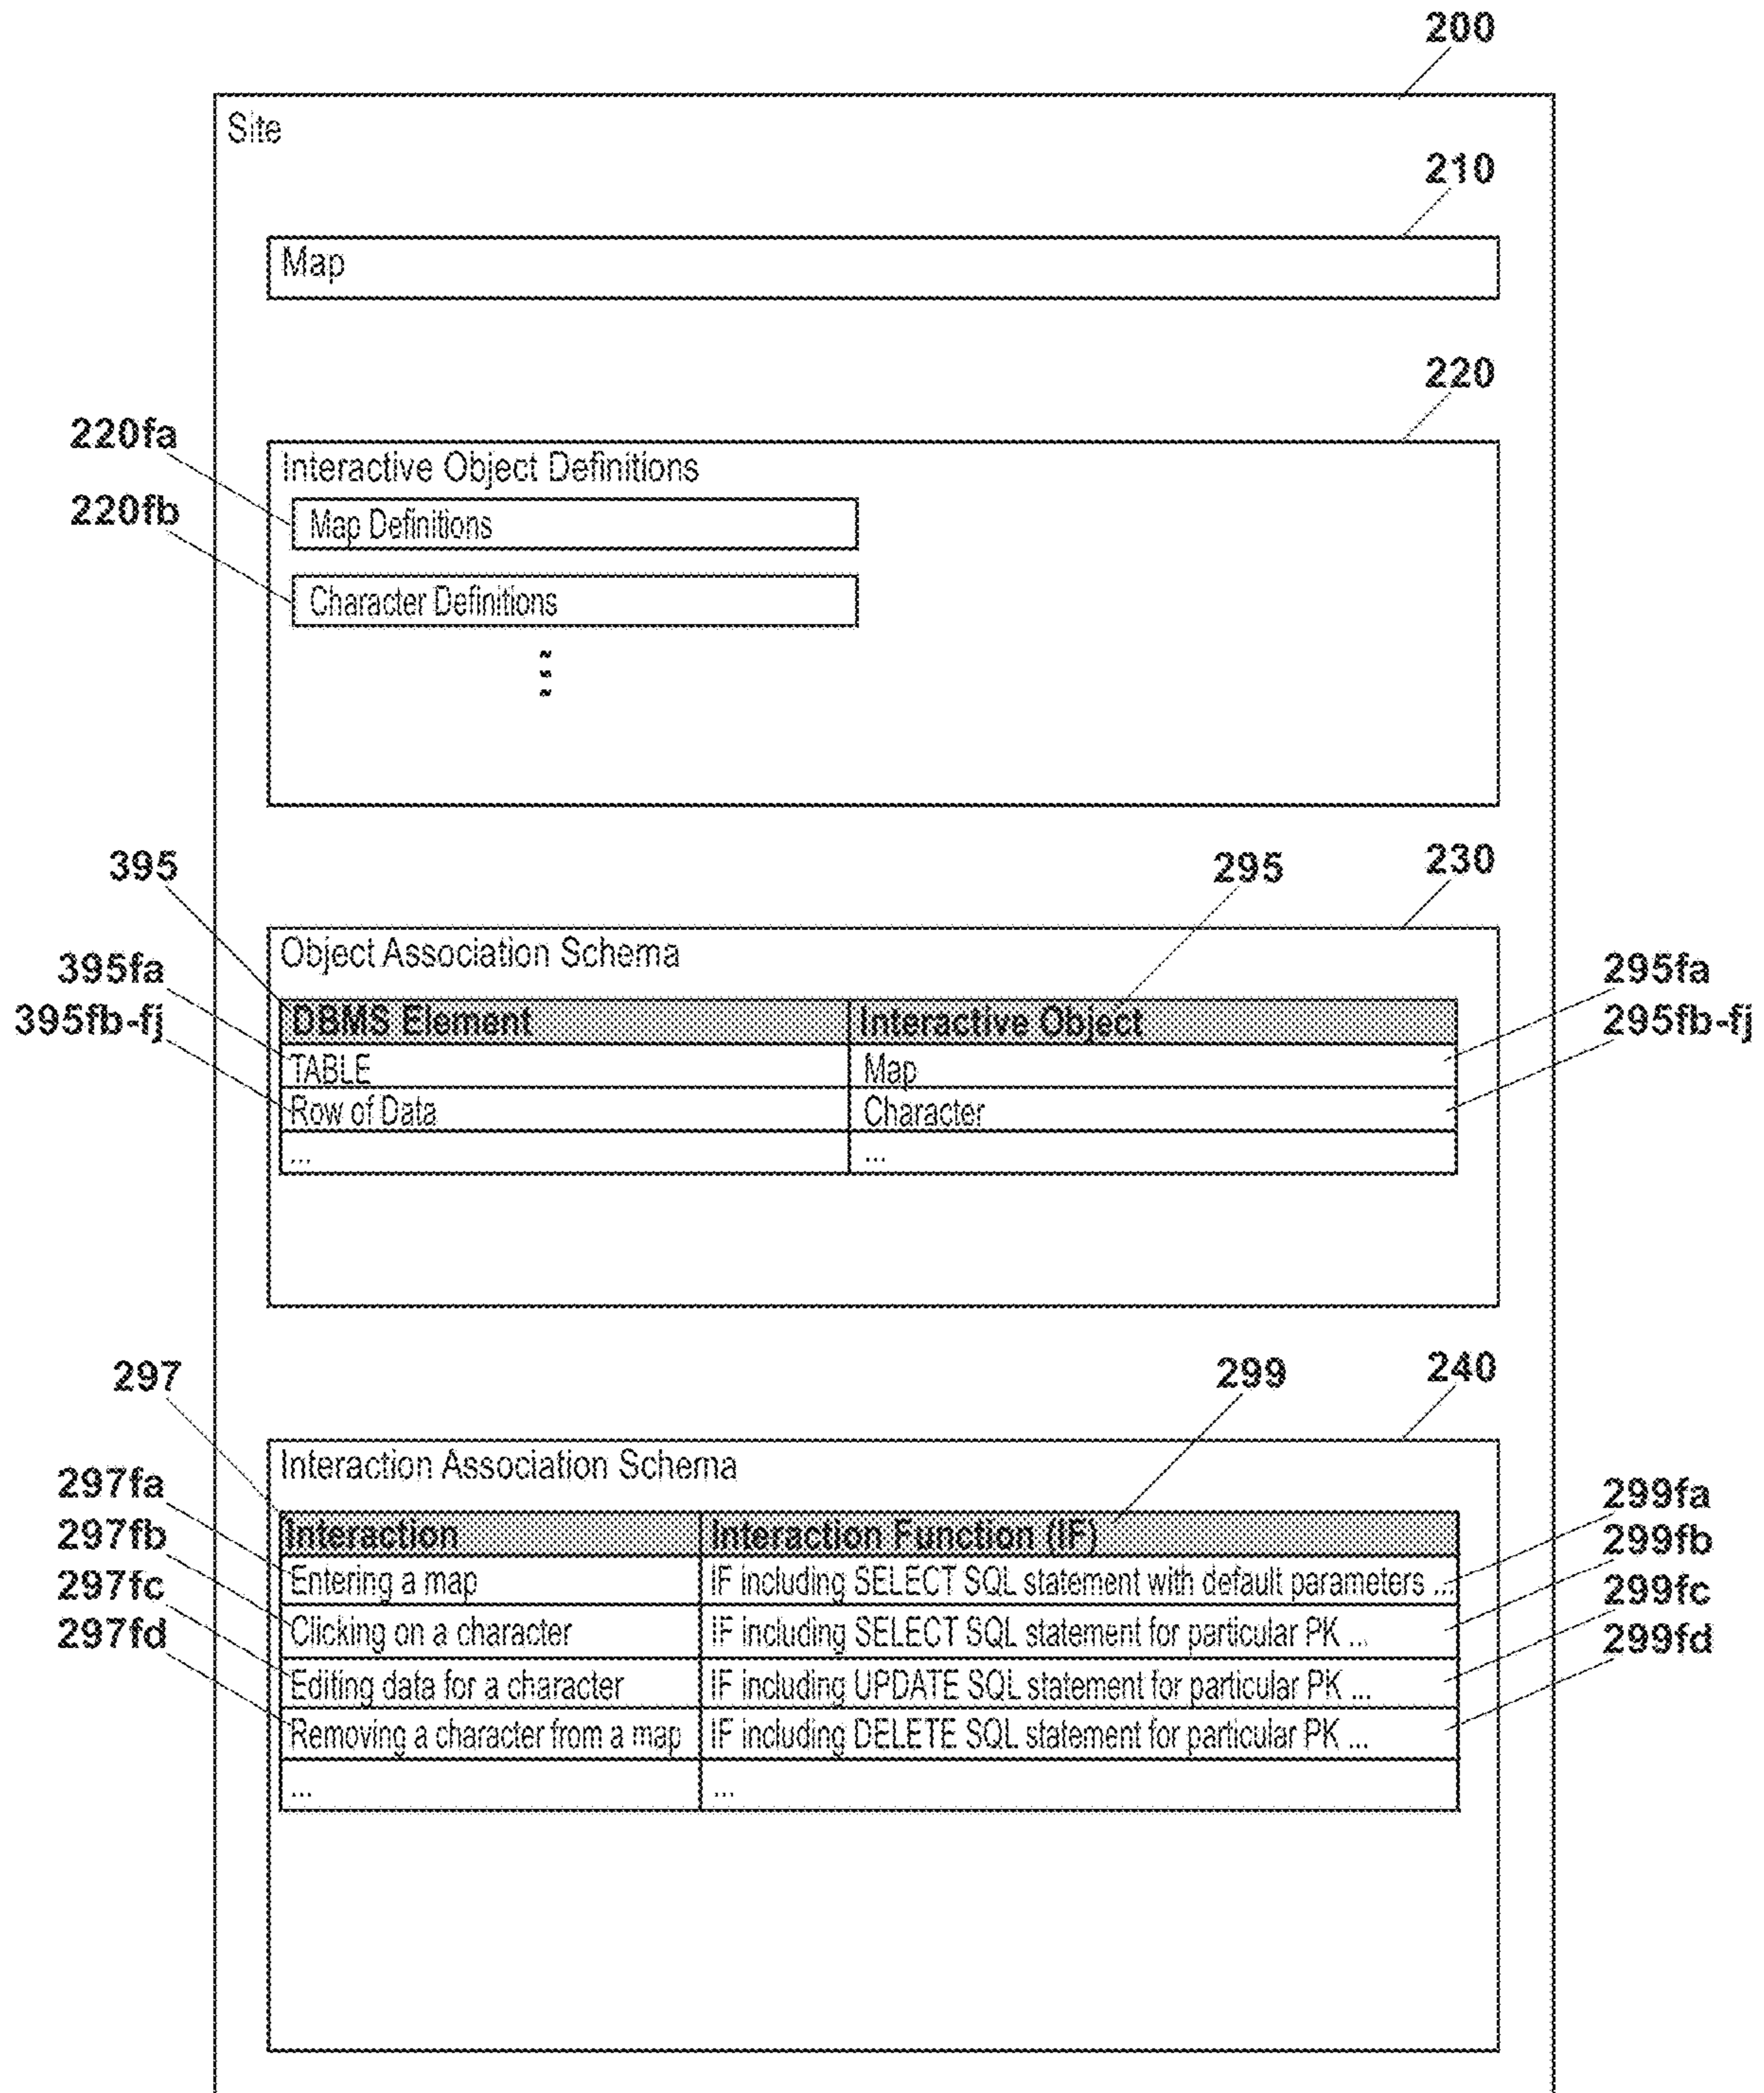 200
Site
210
Map
220
220fa
Interactive Object Definitions
220fb
Map Definitions
Character Definitions
395
295
230
Object Association Schema
395fa
295fa
395fb-fj
DBMS Element Interactive Object
295fb-fj
TABLE Map
Row of Data Character
... ...
297
299
240
Interaction Association Schema
297fa
299fa
297fb
Interaction Interaction Function (IF)
299fb
297fc
Entering a map IF including SELECT SQL statement with default parameters ...
299fc
297fd
Clicking on a character IF including SELECT SQL statement for particular PK ...
299fd
Editing data for a character IF including UPDATE SQL statement for particular PK ...
Removing a character from a map IF including DELETE SQL statement for particular PK ...
... ...